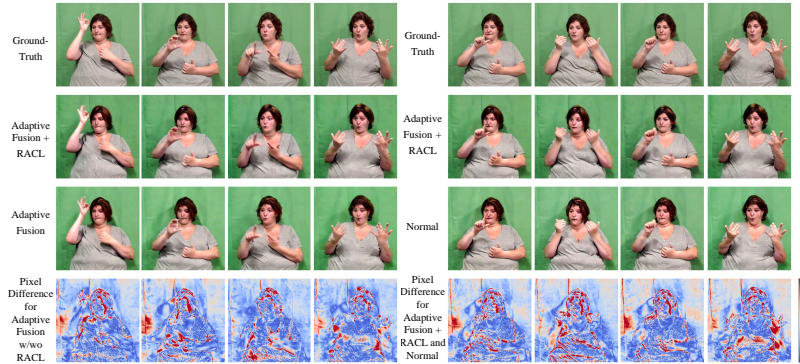 Ground-
Truth
Adaptive
Fusion +
RACL
Adaptive
Fusion
Pixel
Difference
for
Adaptive
Fusion
w/wo
RACL
Ground-
Truth
Adaptive
Fusion +
RACL
Normal
Pixel
Difference
for
Adaptive
Fusion +
RACL and
Normal